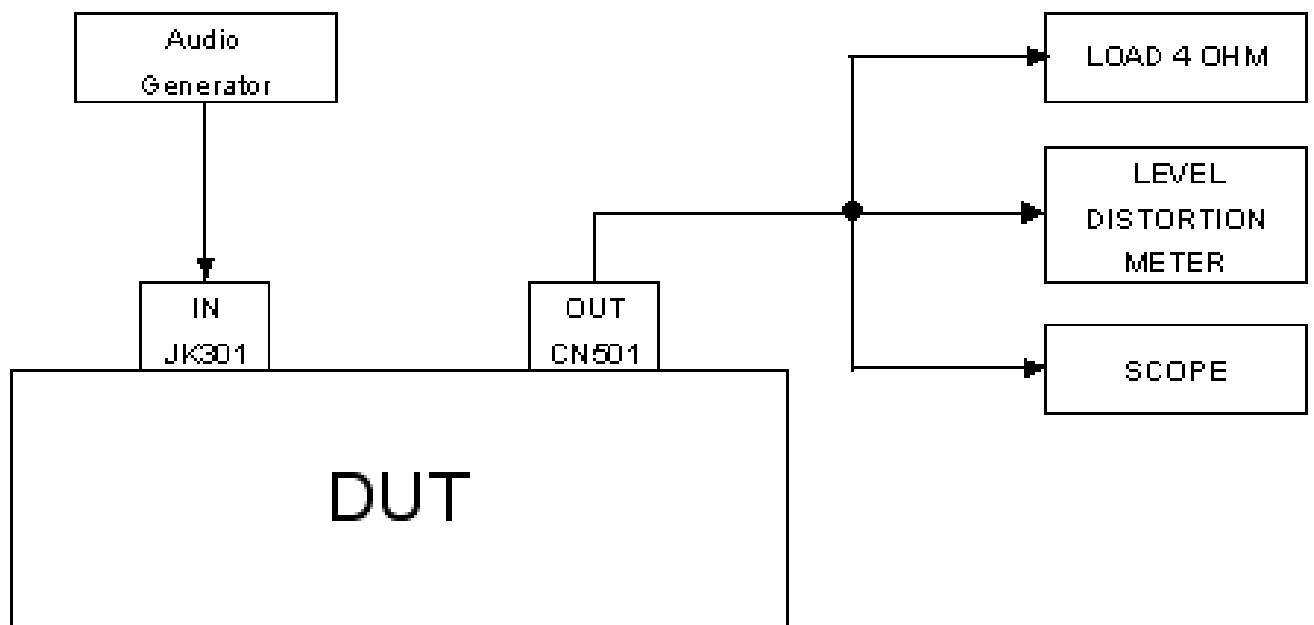 Audio
Generator
LOAD 4 OHM
LEVEL
DISTORTION
METER
IN
JK301
OUT
CN501
SCOPE
DUT